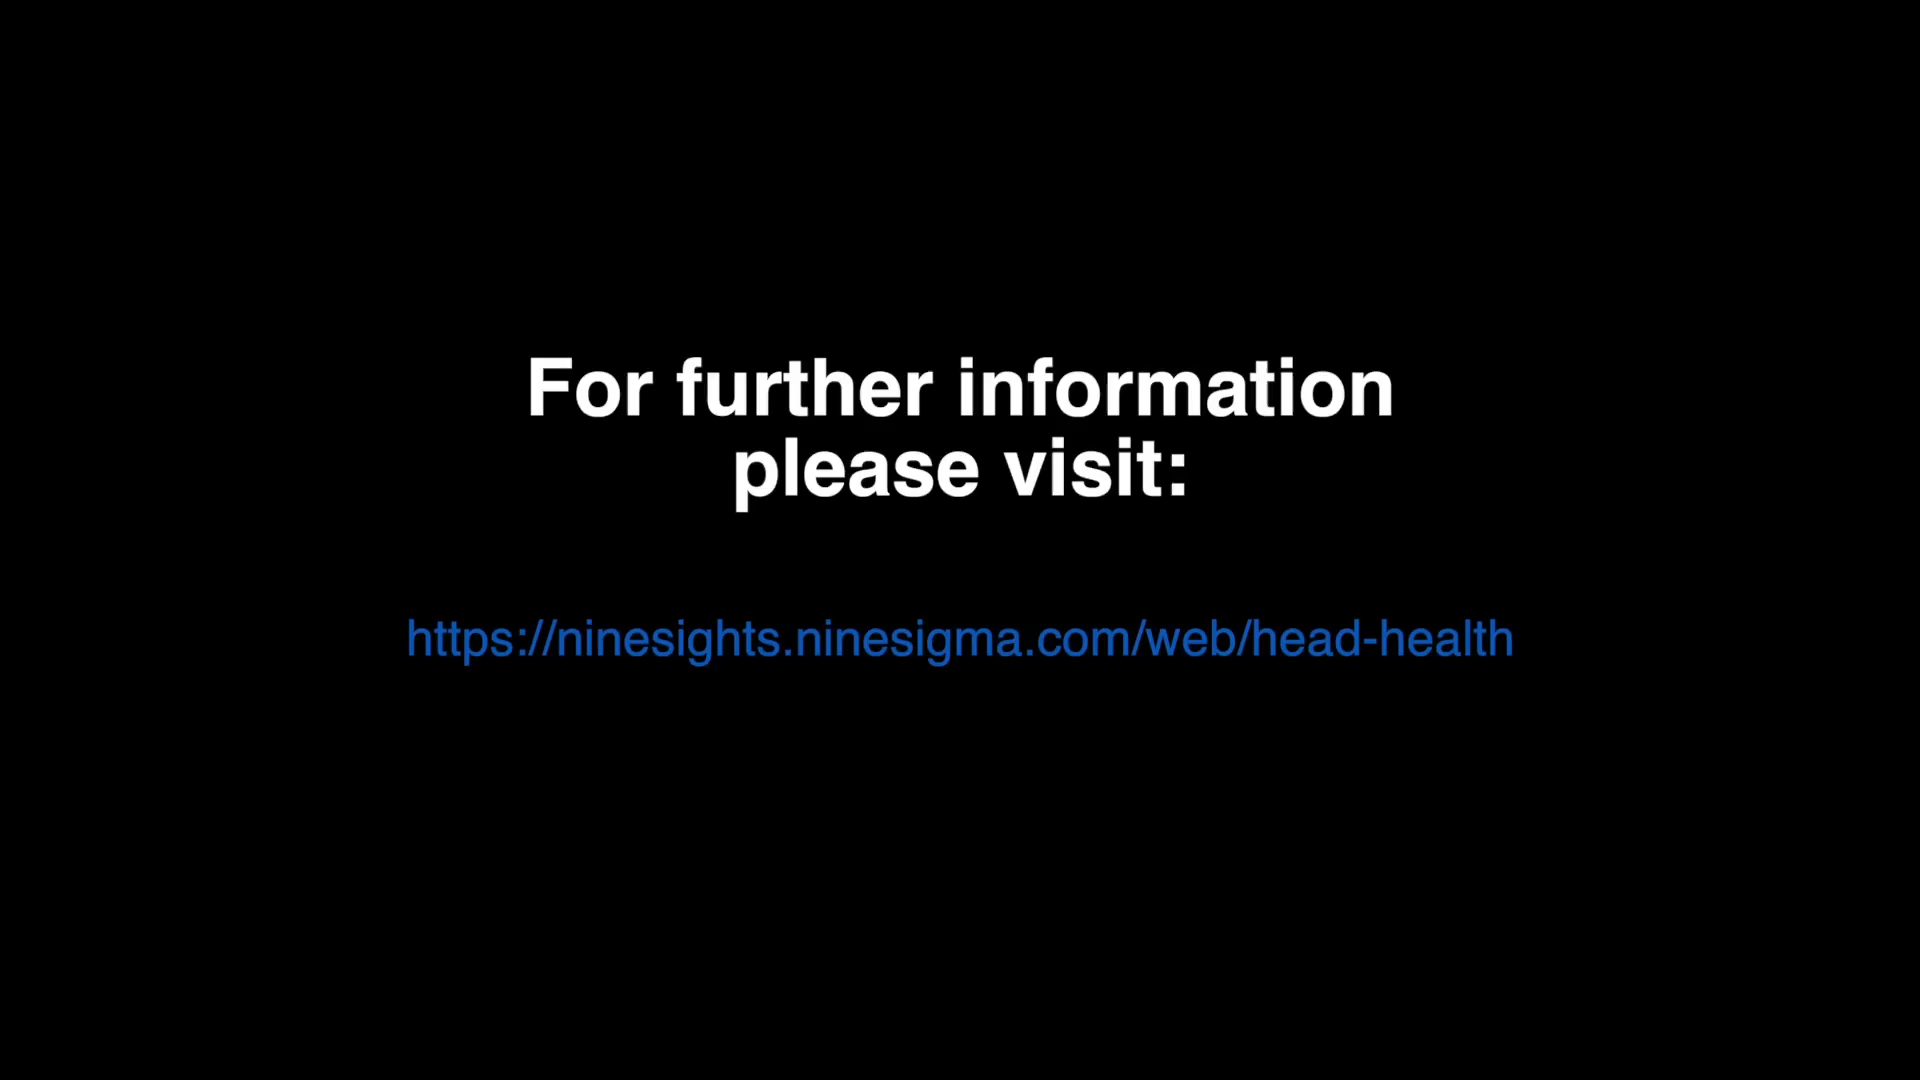 For further information
please visit:
https://ninesights.ninesigma.com/web/head-health